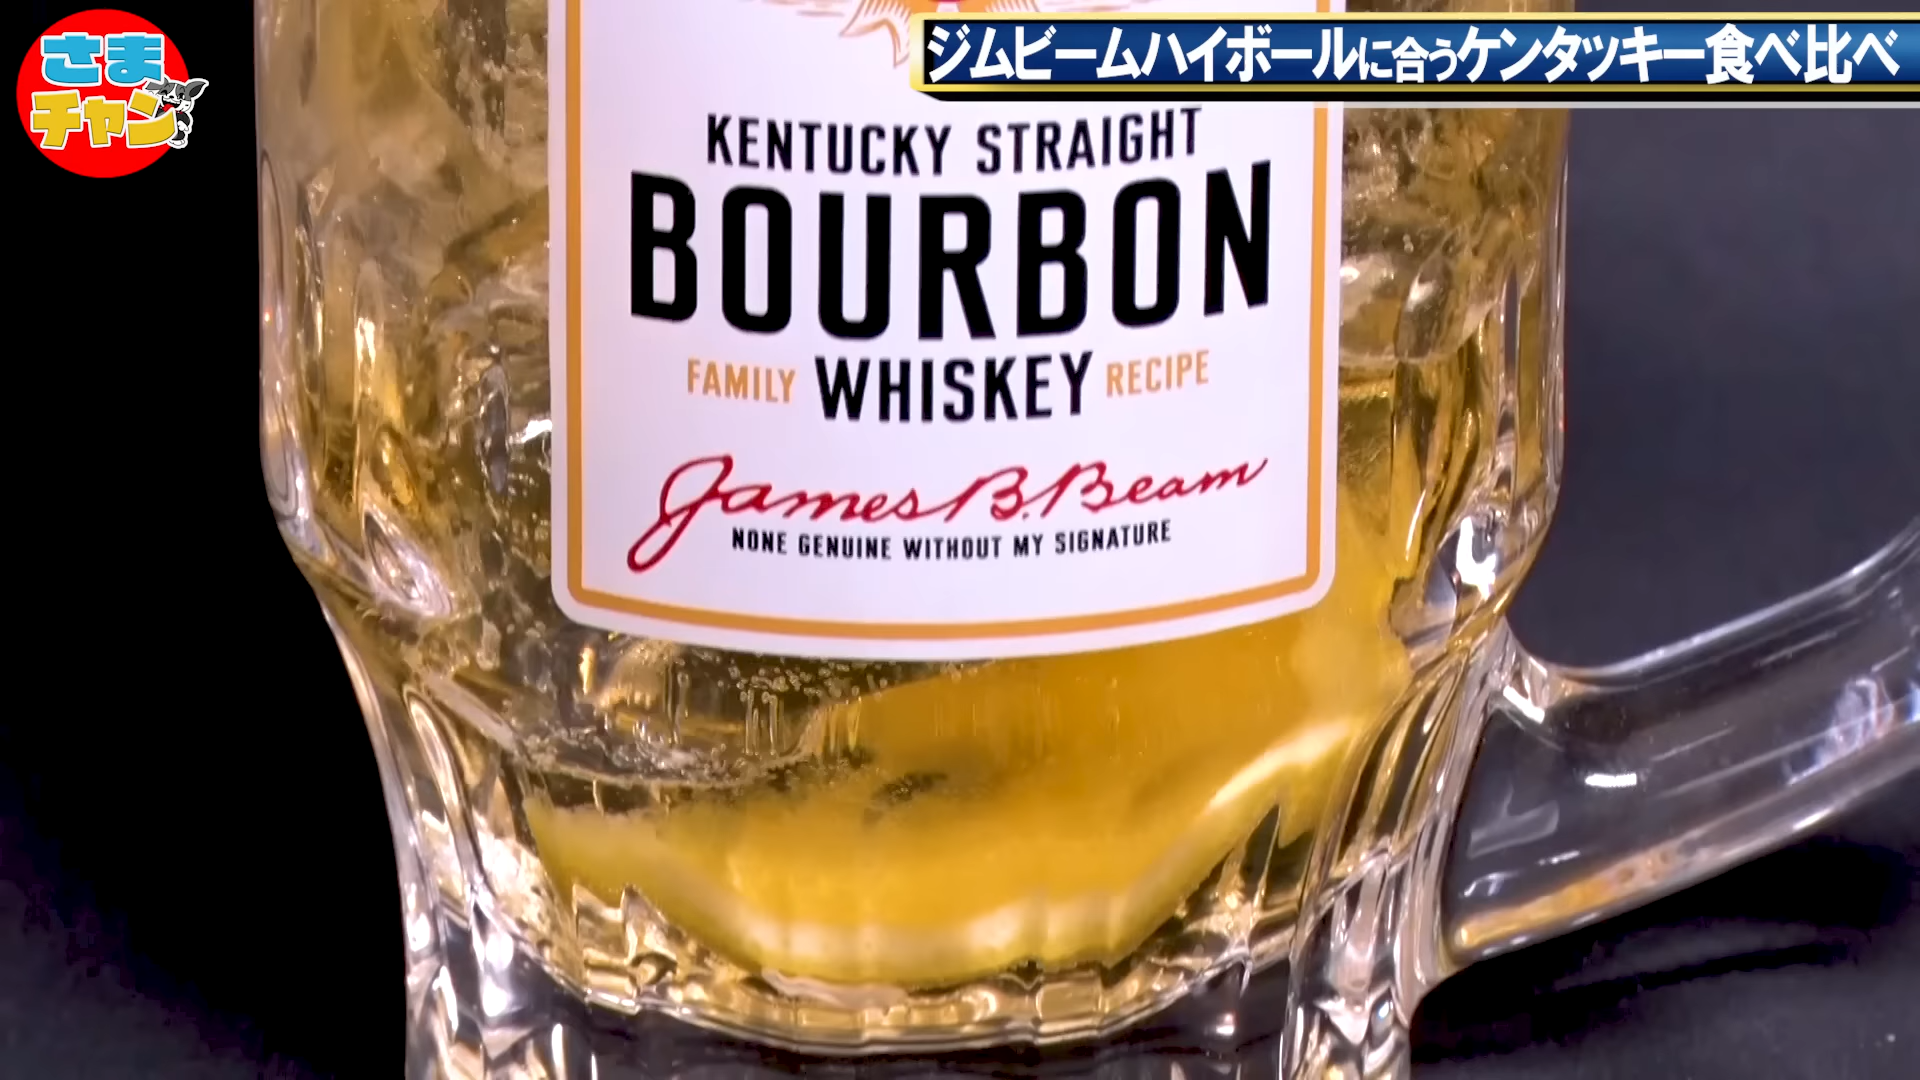 さま
チャン
ジムビームハイボールに合うケンタッキー食べ比べ
KENTUCKY STRAIGHT
BOURBON
FAMILY WHISKEY RECIPE
James B. Beam
NONE GENUINE WITHOUT MY SIGNATURE